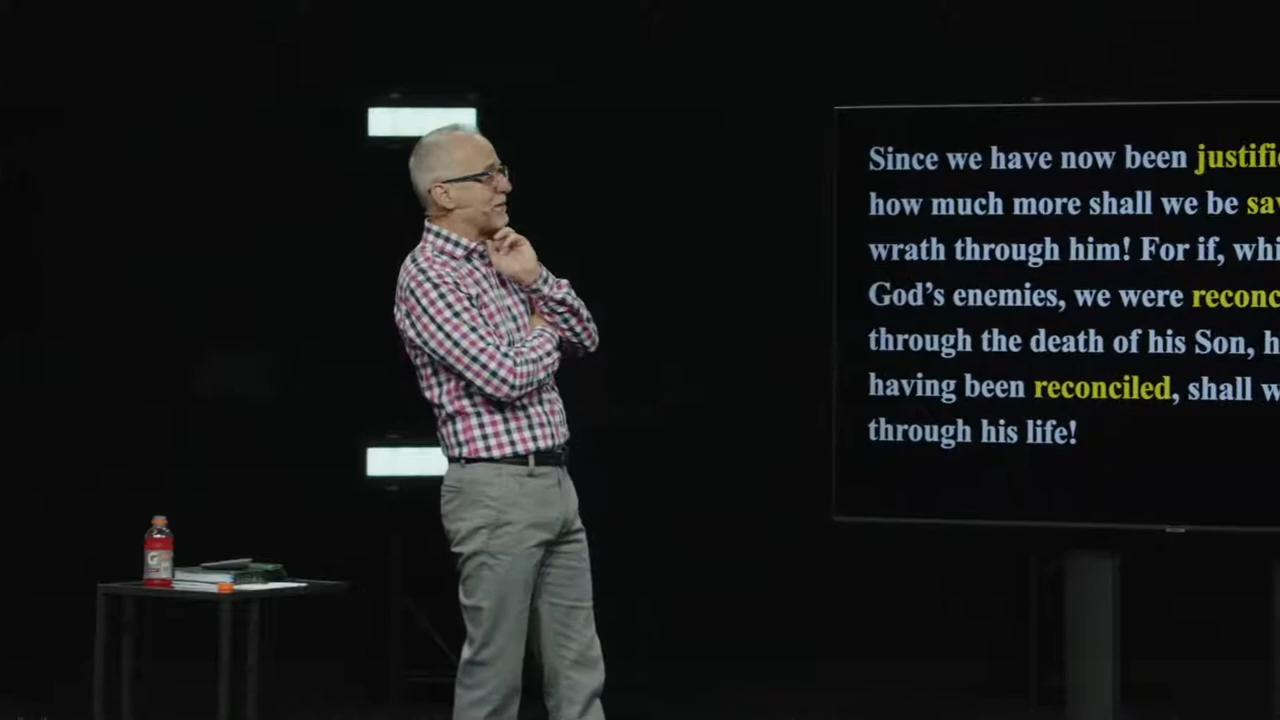 Since we have now been justifi
how much more shall we be sav
wrath through him! For if, whi
God’s enemies, we were reconc
through the death of his Son, h
having been reconciled, shall w
through his life!
G